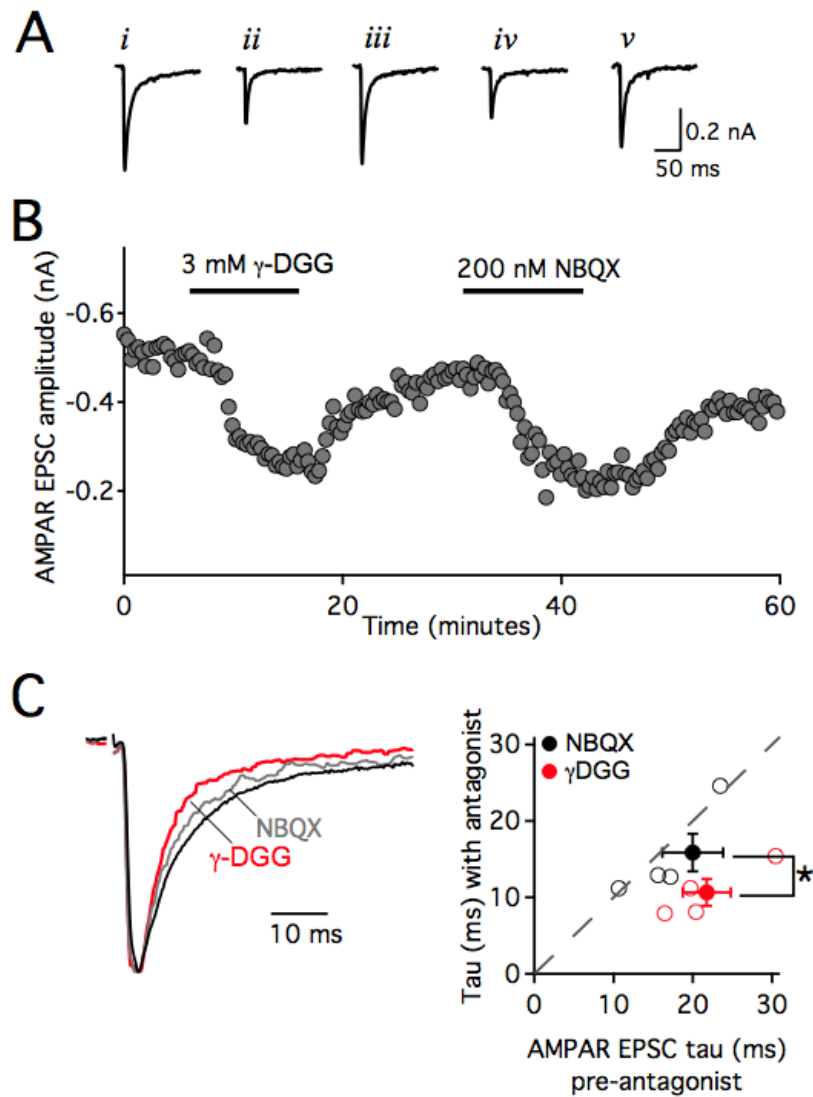 A
i ii iii iv v
0.2 nA
50 ms
B
AMPAR EPSC amplitude (nA)
3 mM γ-DGG
200 nM NBQX
-0.6
-0.4
-0.2
0 20 40 60
Time (minutes)
C
NBQX
γ-DGG
10 ms
Tau (ms) with antagonist
NBQX
γDGG
30
20
10
0
*
0 10 20 30
AMPAR EPSC tau (ms)
pre-antagonist